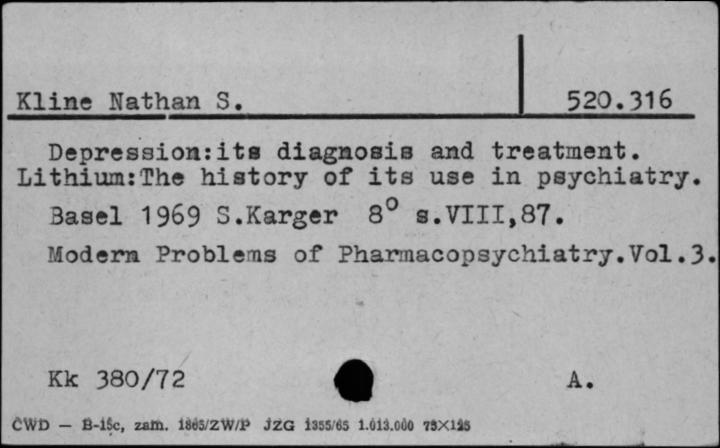 Kline Nathan S.
520.316
Depression:its diagnosis and treatment.
Lithium:The history of its use in psychiatry.
Basel 1969 S.Karger 8° s.VIII,87.
Modern Problems of Pharmacopsychiatry.Vol.3.
Kk 380/72
A.
CWD — B-15c, zam. 1865/ZW/P JZG 1355/65 1.013.000 75×125